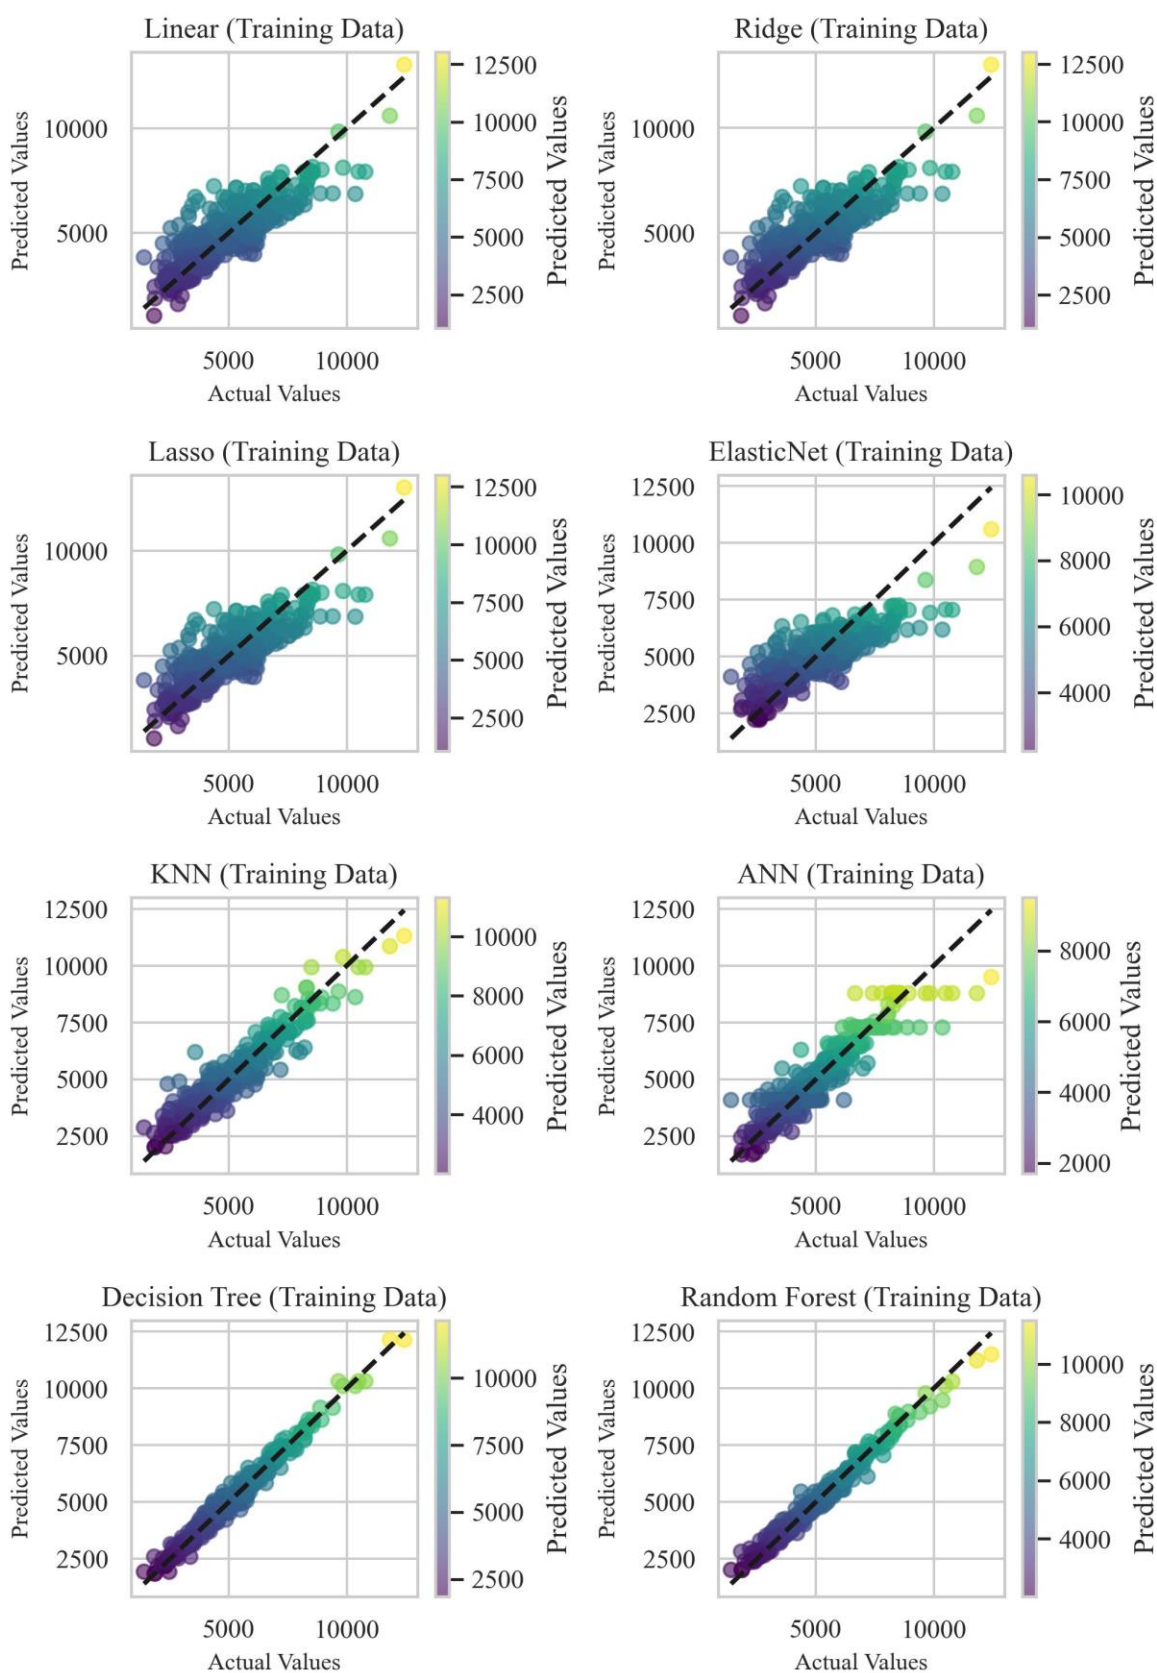 Linear (Training Data)
Predicted Values
10000
5000
5000
10000
Actual Values
12500
10000
7500
5000
2500
Predicted Values
Ridge (Training Data)
Predicted Values
10000
5000
5000
10000
Actual Values
12500
10000
7500
5000
2500
Predicted Values
Lasso (Training Data)
Predicted Values
10000
5000
5000
10000
Actual Values
12500
10000
7500
5000
2500
Predicted Values
ElasticNet (Training Data)
Predicted Values
12500
10000
7500
5000
2500
5000
10000
Actual Values
10000
8000
6000
4000
Predicted Values
KNN (Training Data)
Predicted Values
12500
10000
7500
5000
2500
5000
10000
Actual Values
10000
8000
6000
4000
Predicted Values
ANN (Training Data)
Predicted Values
12500
10000
7500
5000
2500
5000
10000
Actual Values
8000
6000
4000
2000
Predicted Values
Decision Tree (Training Data)
Predicted Values
12500
10000
7500
5000
2500
5000
10000
Actual Values
10000
7500
5000
2500
Predicted Values
Random Forest (Training Data)
Predicted Values
12500
10000
7500
5000
2500
5000
10000
Actual Values
10000
8000
6000
4000
Predicted Values